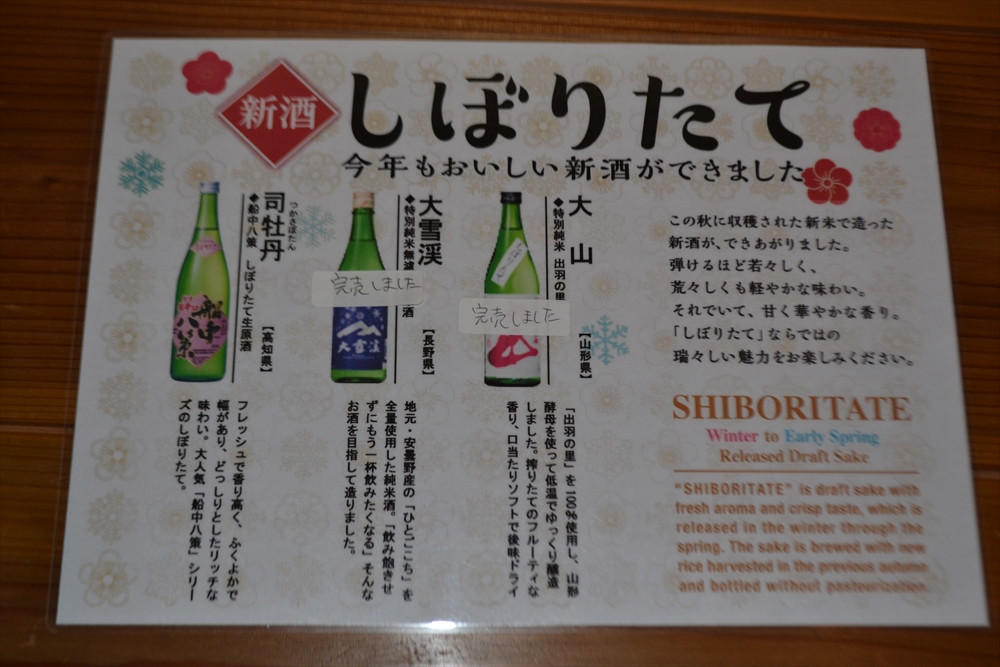 新酒
しぼりたて
今年もおいしい新酒ができました
大山
◆特別純米 出羽の里
【山形県】
しぼりたて
完売しました
「出羽の里」を100%使用し、山形
酵母を使って低温でゆっくり醸造
しました。搾りたてのフルーティな
香り、口当たりソフトで後味ドライ
大雪渓
◆特別純米無濾
酒
【長野県】
完売しました
大雪渓
地元・安曇野産の「ひとごこち」を
全量使用した純米酒。「飲み飽きせ
ずにもう一杯飲みたくなる」そんな
お酒を目指して造りました。
つかさぼたん
司牡丹
◆船中八策 しぼりたて生原酒
【高知県】
船中八策
フレッシュで香り高く、ふくよかで
幅があり、どっしりとしたリッチな
味わい。大人気「船中八策」シリー
ズのしぼりたて。
この秋に収穫された新米で造った
新酒が、できあがりました。
弾けるほど若々しく、
荒々しくも軽やかな味わい。
それでいて、甘く華やかな香り。
「しぼりたて」ならではの
瑞々しい魅力をお楽しみください。
SHIBORITATE
Winter to Early Spring
Released Draft Sake
"SHIBORITATE" is draft sake with
fresh aroma and crisp taste, which is
released in the winter through the
spring. The sake is brewed with new
rice harvested in the previous autumn
and bottled without pasteurization.